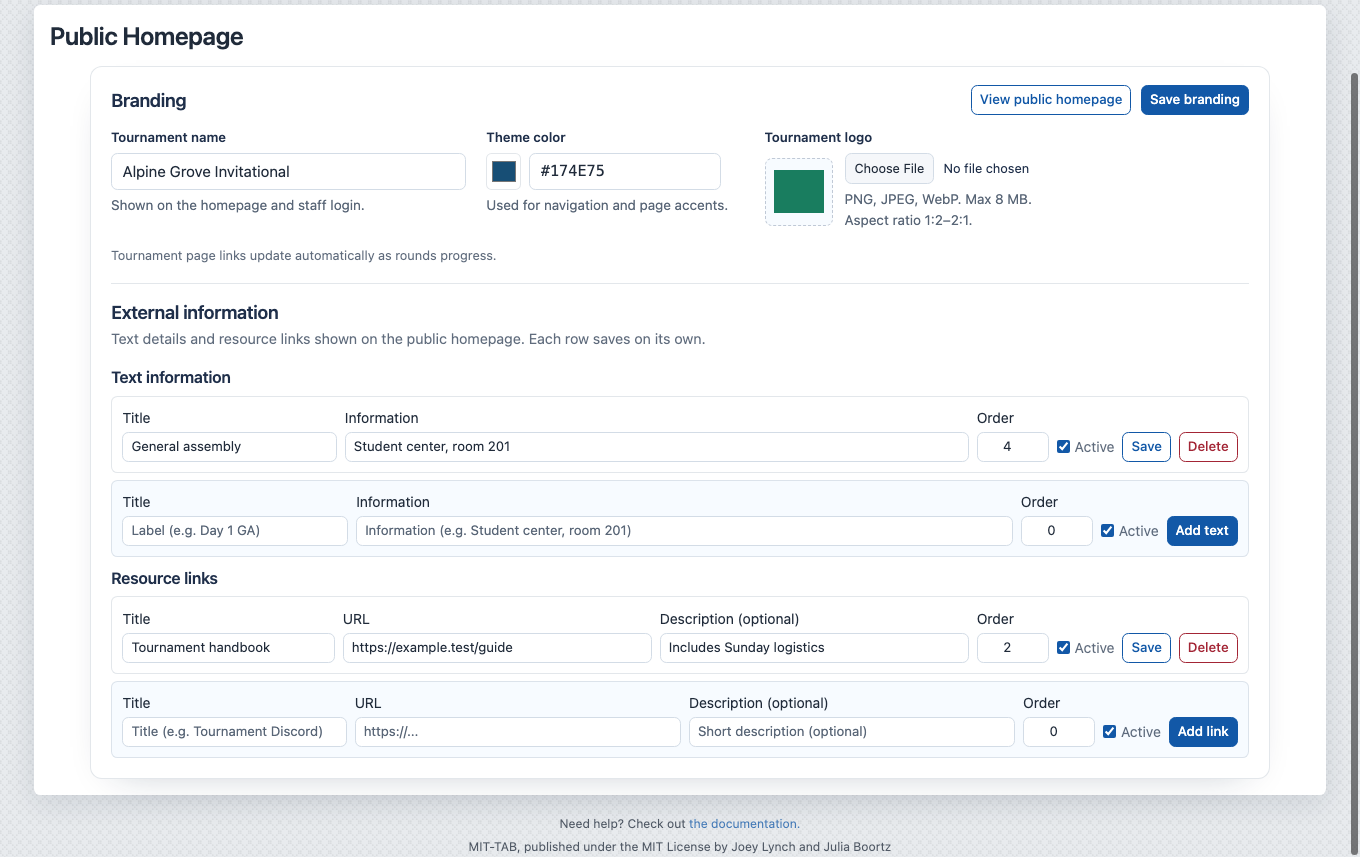 Public Homepage
Branding
View public homepage
Save branding
Tournament name
Theme color
Tournament logo
Alpine Grove Invitational
#174E75
Choose File No file chosen
Shown on the homepage and staff login.
Used for navigation and page accents.
PNG, JPEG, WebP. Max 8 MB.
Aspect ratio 1:2–2:1.
Tournament page links update automatically as rounds progress.
External information
Text details and resource links shown on the public homepage. Each row saves on its own.
Text information
Title Information Order
General assembly Student center, room 201 4 Active Save Delete
Title Information Order
Label (e.g. Day 1 GA) Information (e.g. Student center, room 201) 0 Active Add text
Resource links
Title URL Description (optional) Order
Tournament handbook https://example.test/guide Includes Sunday logistics 2 Active Save Delete
Title URL Description (optional) Order
Title (e.g. Tournament Discord) https://... Short description (optional) 0 Active Add link
Need help? Check out the documentation.
MIT-TAB, published under the MIT License by Joey Lynch and Julia Boortz